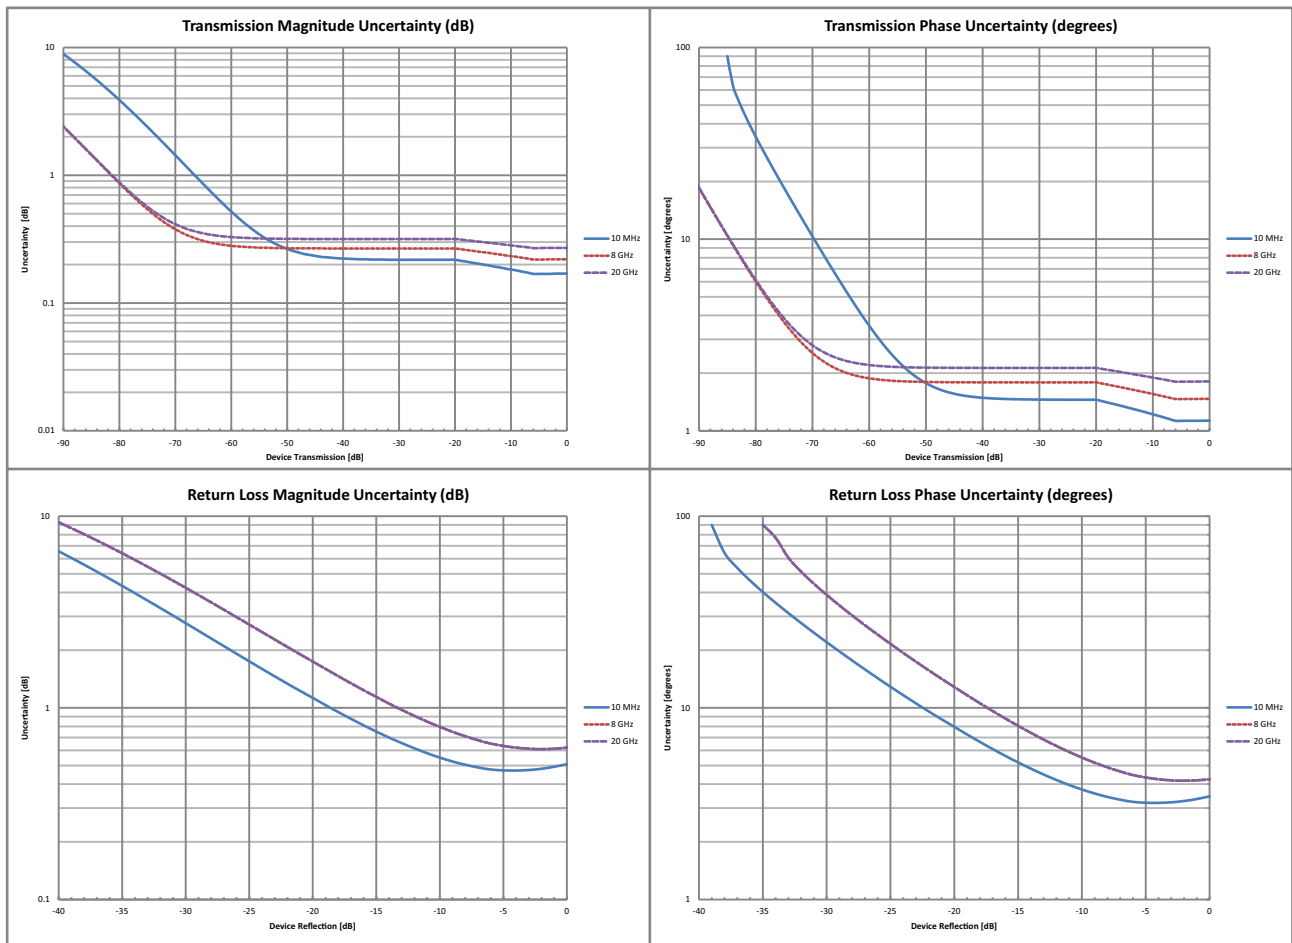 Transmission Magnitude Uncertainty (dB)
10
1
0.1
0.01
Uncertainty [dB]
-90 -80 -70 -60 -50 -40 -30 -20 -10 0
Device Transmission [dB]
10 MHz
8 GHz
20 GHz
Transmission Phase Uncertainty (degrees)
100
10
1
Uncertainty [degrees]
-90 -80 -70 -60 -50 -40 -30 -20 -10 0
Device Transmission [dB]
10 MHz
8 GHz
20 GHz
Return Loss Magnitude Uncertainty (dB)
10
1
0.1
Uncertainty [dB]
-40 -35 -30 -25 -20 -15 -10 -5 0
Device Reflection [dB]
10 MHz
8 GHz
20 GHz
Return Loss Phase Uncertainty (degrees)
100
10
1
Uncertainty [degrees]
-40 -35 -30 -25 -20 -15 -10 -5 0
Device Reflection [dB]
10 MHz
8 GHz
20 GHz